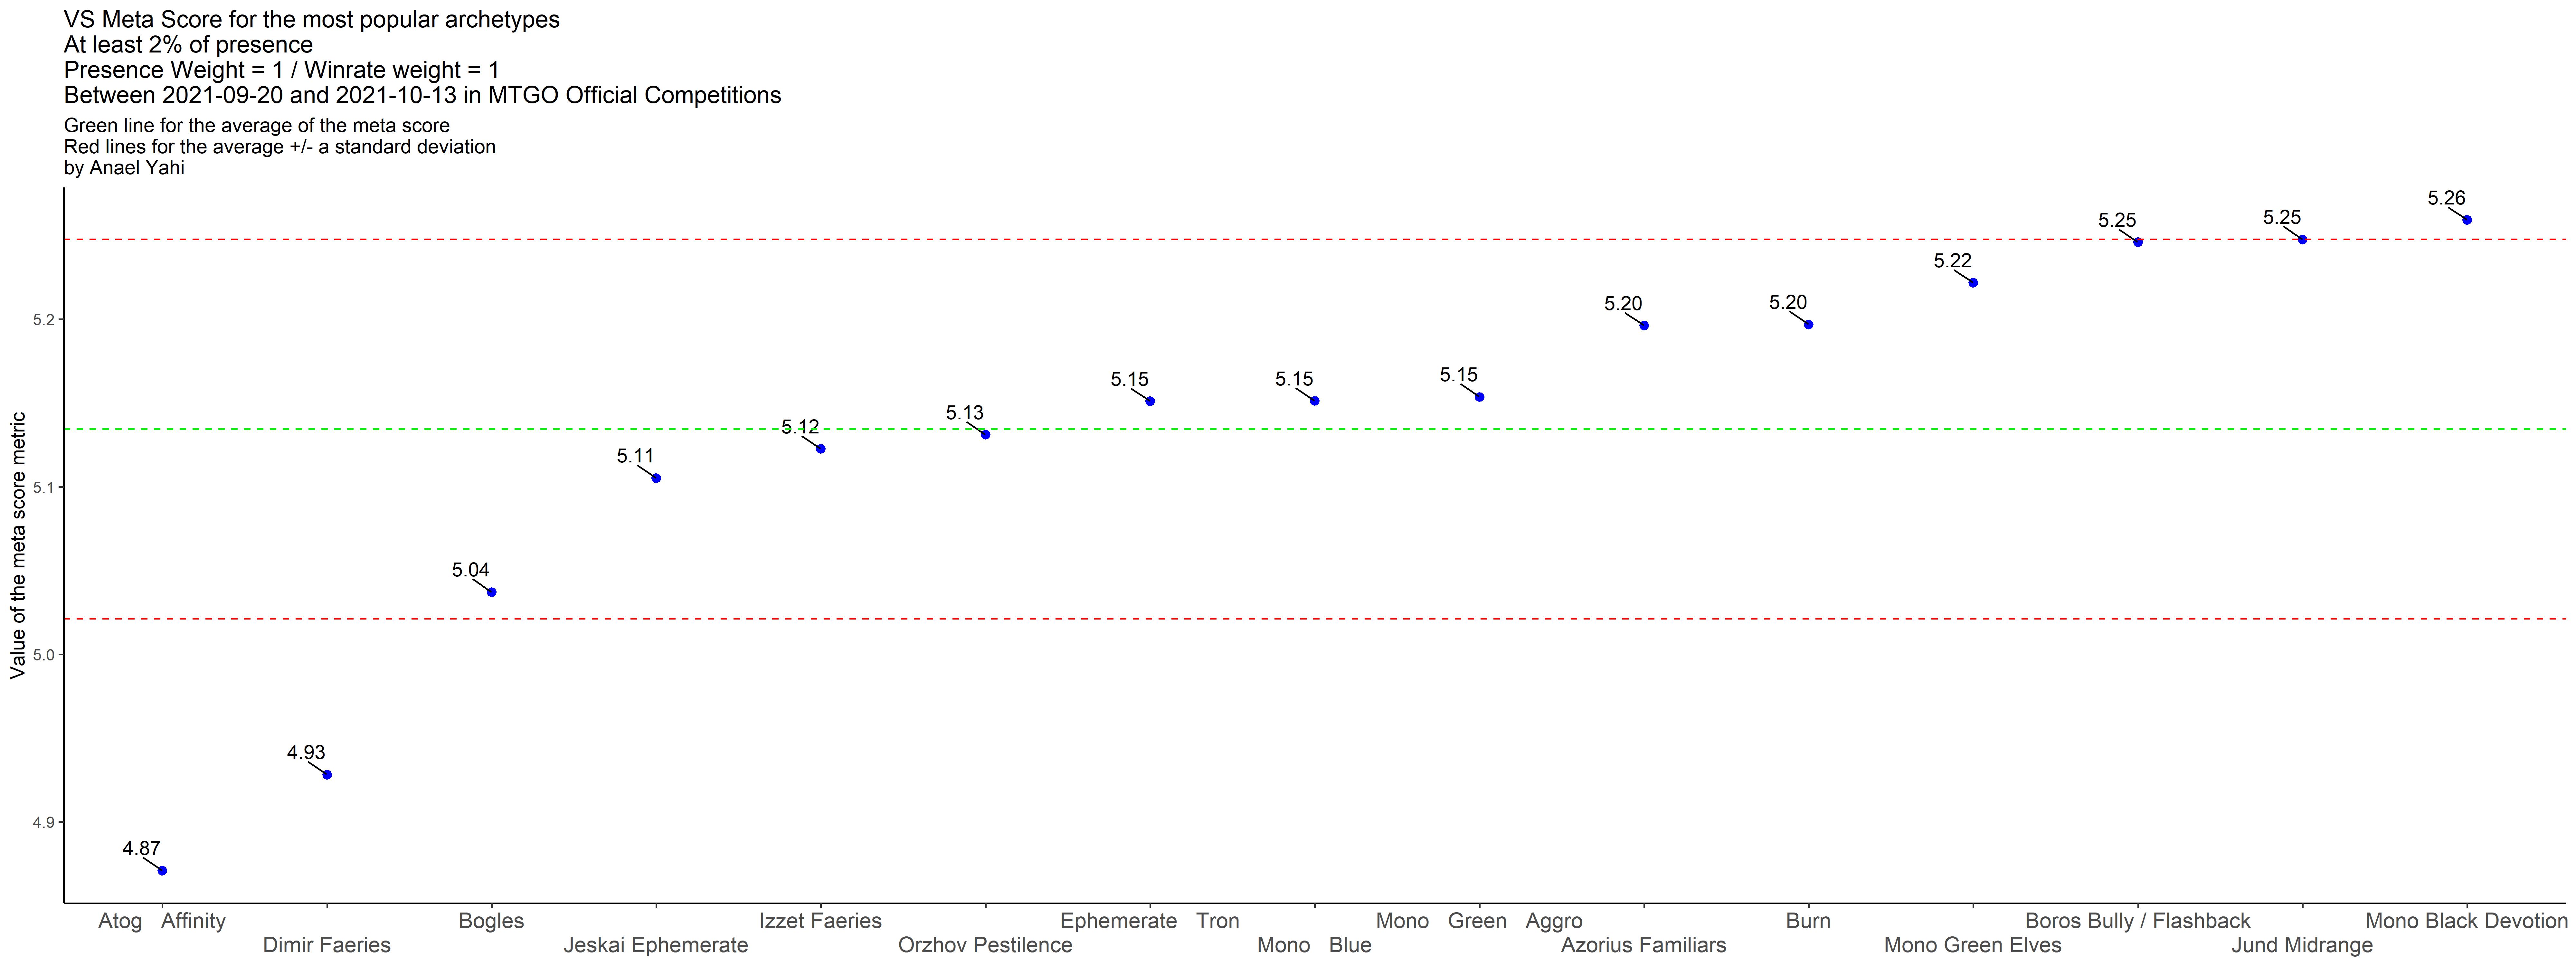 VS Meta Score for the most popular archetypes
At least 2% of presence
Presence Weight = 1 / Winrate weight = 1
Between 2021-09-20 and 2021-10-13 in MTGO Official Competitions
Green line for the average of the meta score
Red lines for the average +/- a standard deviation
by Anael Yahi
Value of the meta score metric
5.2
5.1
5.0
4.9
4.87
4.93
5.04
5.11
5.12
5.13
5.15
5.15
5.15
5.20
5.20
5.22
5.25
5.25
5.26
Atog Affinity
Dimir Faeries
Bogles
Jeskai Ephemerate
Izzet Faeries
Orzhov Pestilence
Ephemerate Tron
Mono Blue
Mono Green Aggro
Azorius Familiars
Burn
Mono Green Elves
Boros Bully / Flashback
Jund Midrange
Mono Black Devotion